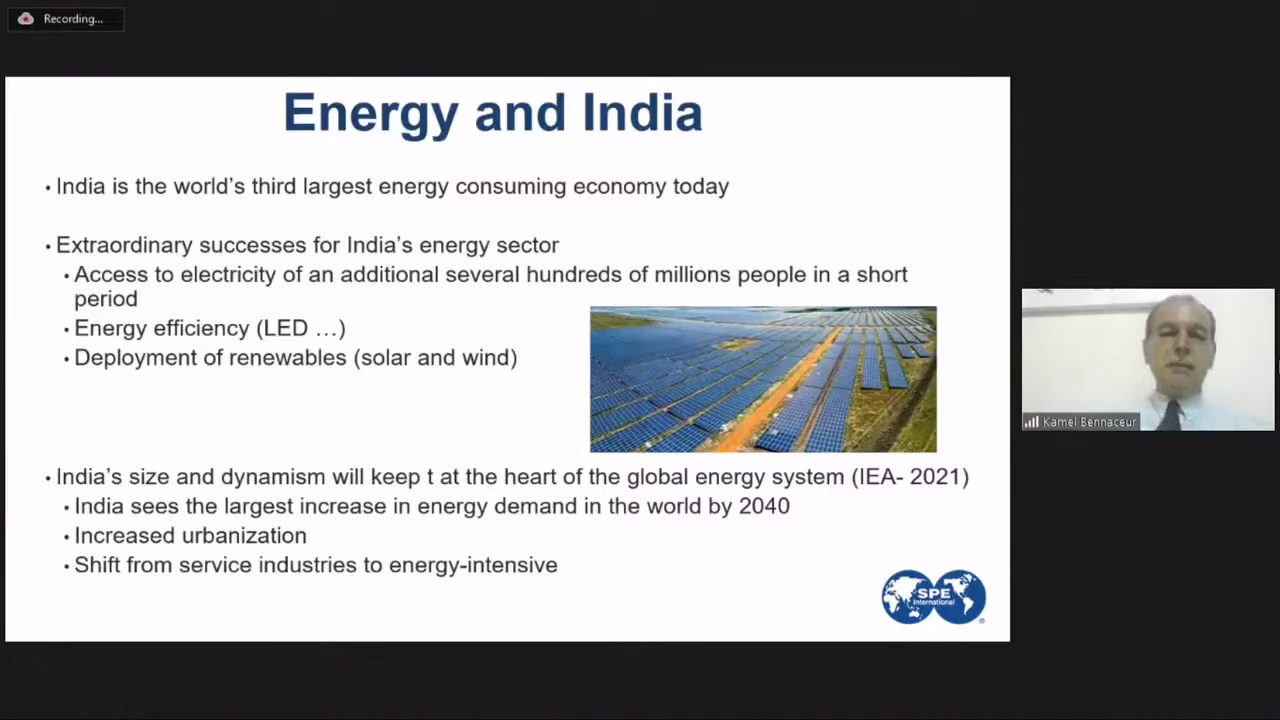 Recording...
Energy and India
• India is the world's third largest energy consuming economy today
• Extraordinary successes for India's energy sector
• Access to electricity of an additional several hundreds of millions people in a short
period
• Energy efficiency (LED ...)
• Deployment of renewables (solar and wind)
Kamel Bennaceur
• India's size and dynamism will keep t at the heart of the global energy system (IEA- 2021)
• India sees the largest increase in energy demand in the world by 2040
• Increased urbanization
• Shift from service industries to energy-intensive
SPE
International
®